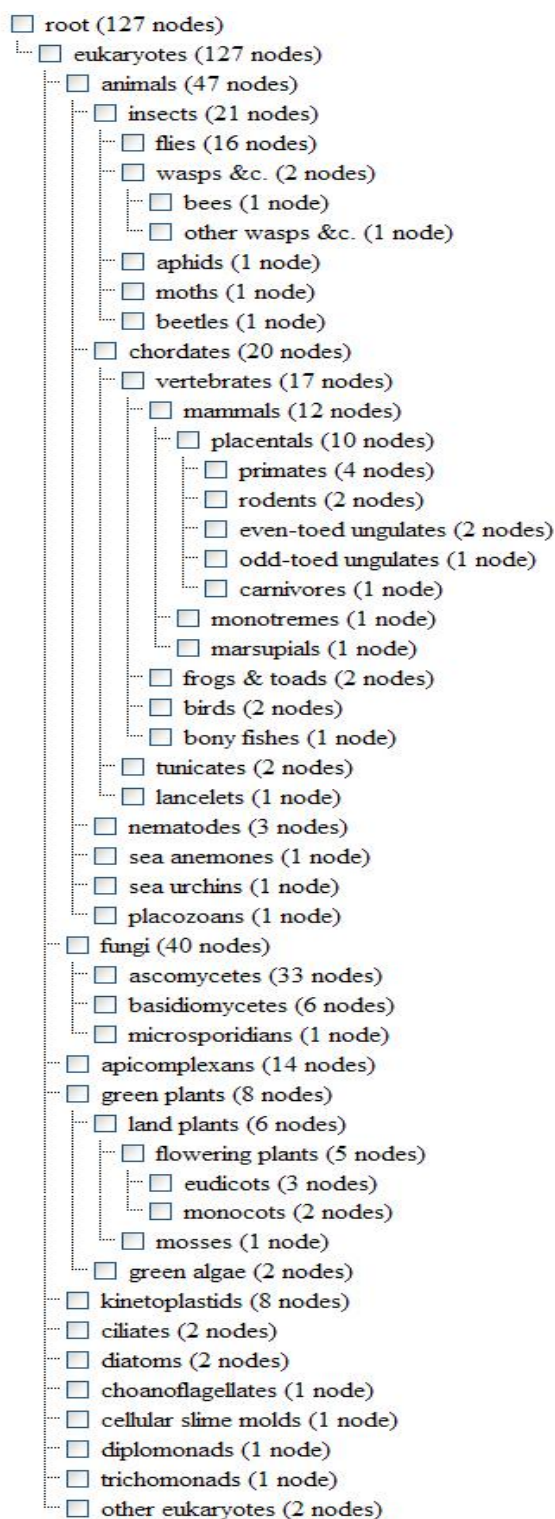 root (127 nodes)
eukaryotes (127 nodes)
animals (47 nodes)
insects (21 nodes)
flies (16 nodes)
wasps &c. (2 nodes)
bees (1 node)
other wasps &c. (1 node)
aphids (1 node)
moths (1 node)
beetles (1 node)
chordates (20 nodes)
vertebrates (17 nodes)
mammals (12 nodes)
placentals (10 nodes)
primates (4 nodes)
rodents (2 nodes)
even-toed ungulates (2 nodes)
odd-toed ungulates (1 node)
carnivores (1 node)
monotremes (1 node)
marsupials (1 node)
frogs & toads (2 nodes)
birds (2 nodes)
bony fishes (1 node)
tunicates (2 nodes)
lancelets (1 node)
nematodes (3 nodes)
sea anemones (1 node)
sea urchins (1 node)
placozoans (1 node)
fungi (40 nodes)
ascomycetes (33 nodes)
basidiomycetes (6 nodes)
microsporidians (1 node)
apicomplexans (14 nodes)
green plants (8 nodes)
land plants (6 nodes)
flowering plants (5 nodes)
eudicots (3 nodes)
monocots (2 nodes)
mosses (1 node)
green algae (2 nodes)
kinetoplastids (8 nodes)
ciliates (2 nodes)
diatoms (2 nodes)
choanoflagellates (1 node)
cellular slime molds (1 node)
diplomonads (1 node)
trichomonads (1 node)
other eukaryotes (2 nodes)